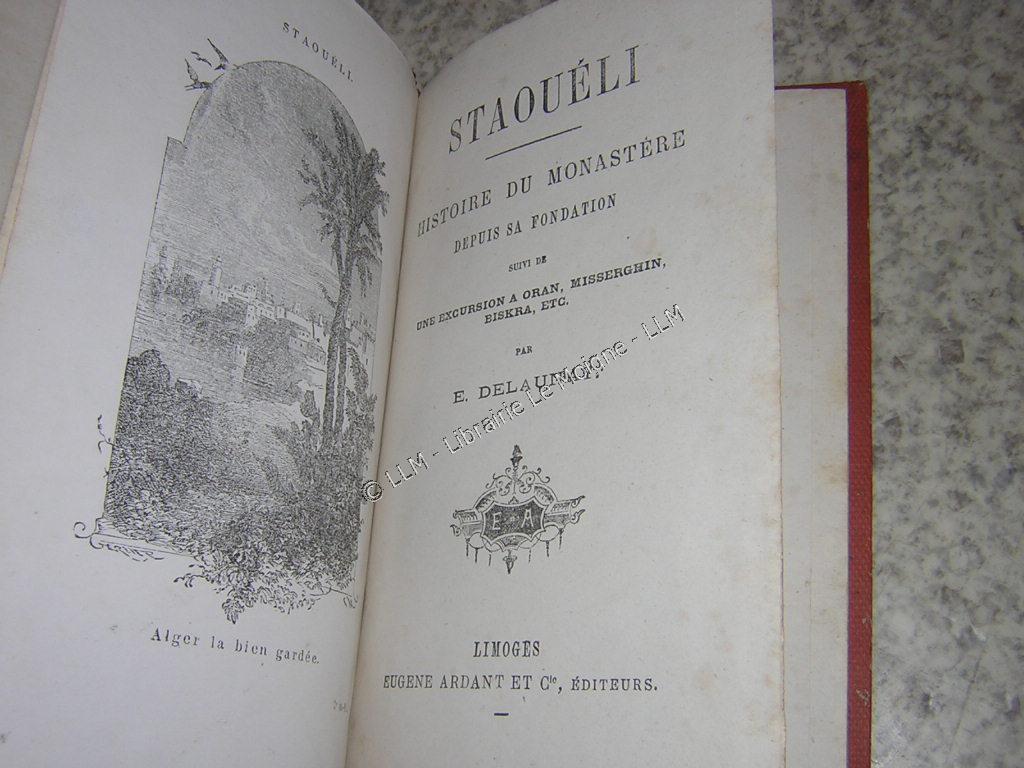 STAOUÉLI.
Alger la bien gardée.
STAOUÉLI
HISTOIRE DU MONASTÈRE
DEPUIS SA FONDATION
SUIVI DE
UNE EXCURSION A ORAN, MISSERGHIN,
BISKRA, ETC.
PAR
E. DELAUNAY
E A
LIMOGES
EUGENE ARDANT ET Cie, ÉDITEURS.
© LLM - Librairie Le Moigne - LLM